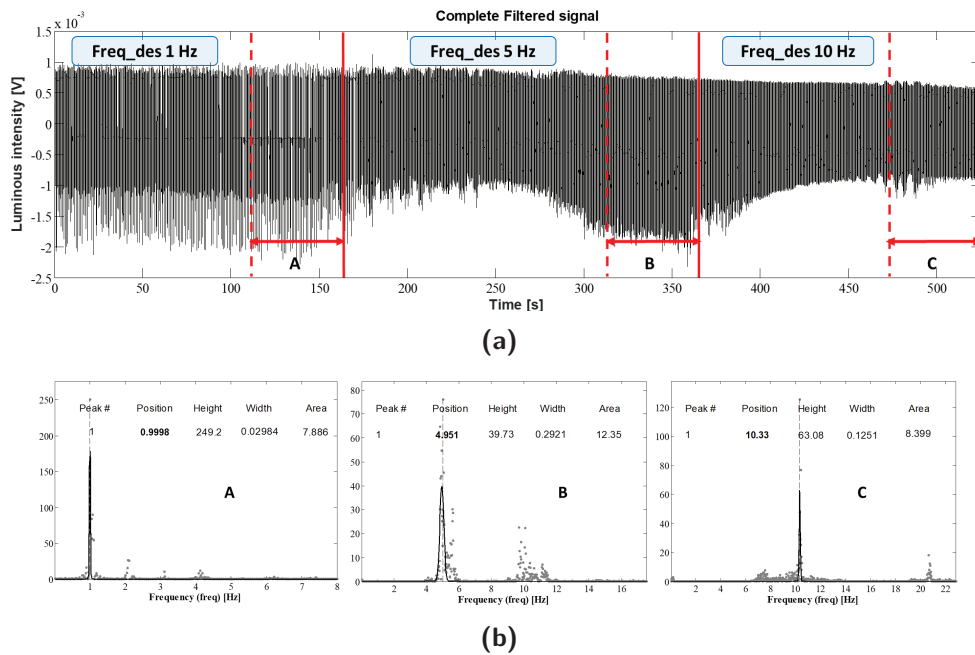 Complete Filtered signal
x 10⁻³
Freq_des 1 Hz Freq_des 5 Hz Freq_des 10 Hz
Luminous intensity [V]
1.5
1
0.5
0
-0.5
-1
-1.5
-2
-2.5
A B C
0 50 100 150 200 250 300 350 400 450 500
Time [s]
(a)
250
200
150
100
50
0
Peak # Position Height Width Area
1 0.9998 249.2 0.02984 7.886
A
1 2 3 4 5 6 7 8
Frequency (freq) [Hz]
80
70
60
50
40
30
20
10
0
Peak # Position Height Width Area
1 4.951 39.73 0.2921 12.35
B
2 4 6 8 10 12 14 16
Frequency (freq) [Hz]
120
100
80
60
40
20
0
Peak # Position Height Width Area
1 10.33 63.08 0.1251 8.399
C
2 4 6 8 10 12 14 16 18 20 22
Frequency (freq) [Hz]
(b)